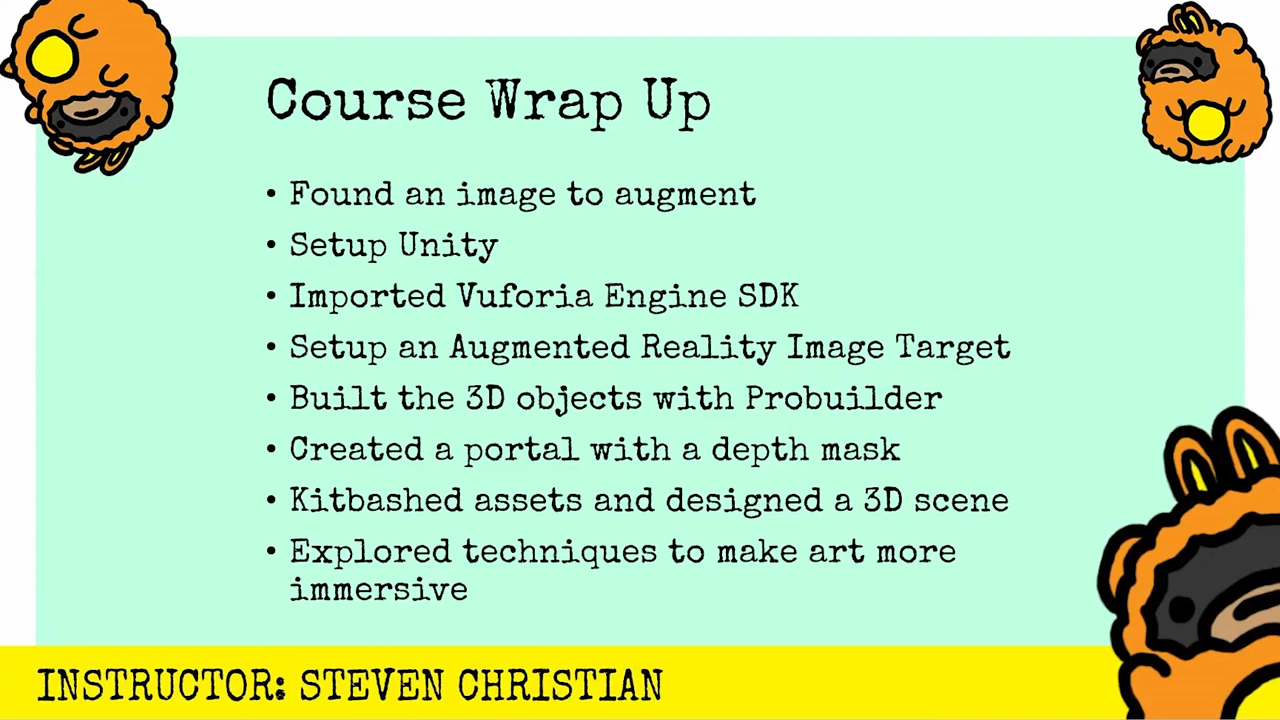 Course Wrap Up
• Found an image to augment
• Setup Unity
• Imported Vuforia Engine SDK
• Setup an Augmented Reality Image Target
• Built the 3D objects with Probuilder
• Created a portal with a depth mask
• Kitbashed assets and designed a 3D scene
• Explored techniques to make art more
immersive
INSTRUCTOR: STEVEN CHRISTIAN